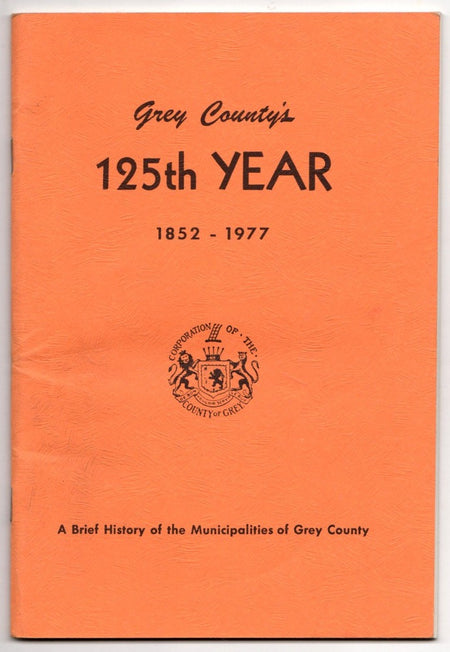 Grey County's
125th YEAR
1852 - 1977
CORPORATION OF · THE ·
COUNTY of GREY
A Brief History of the Municipalities of Grey County